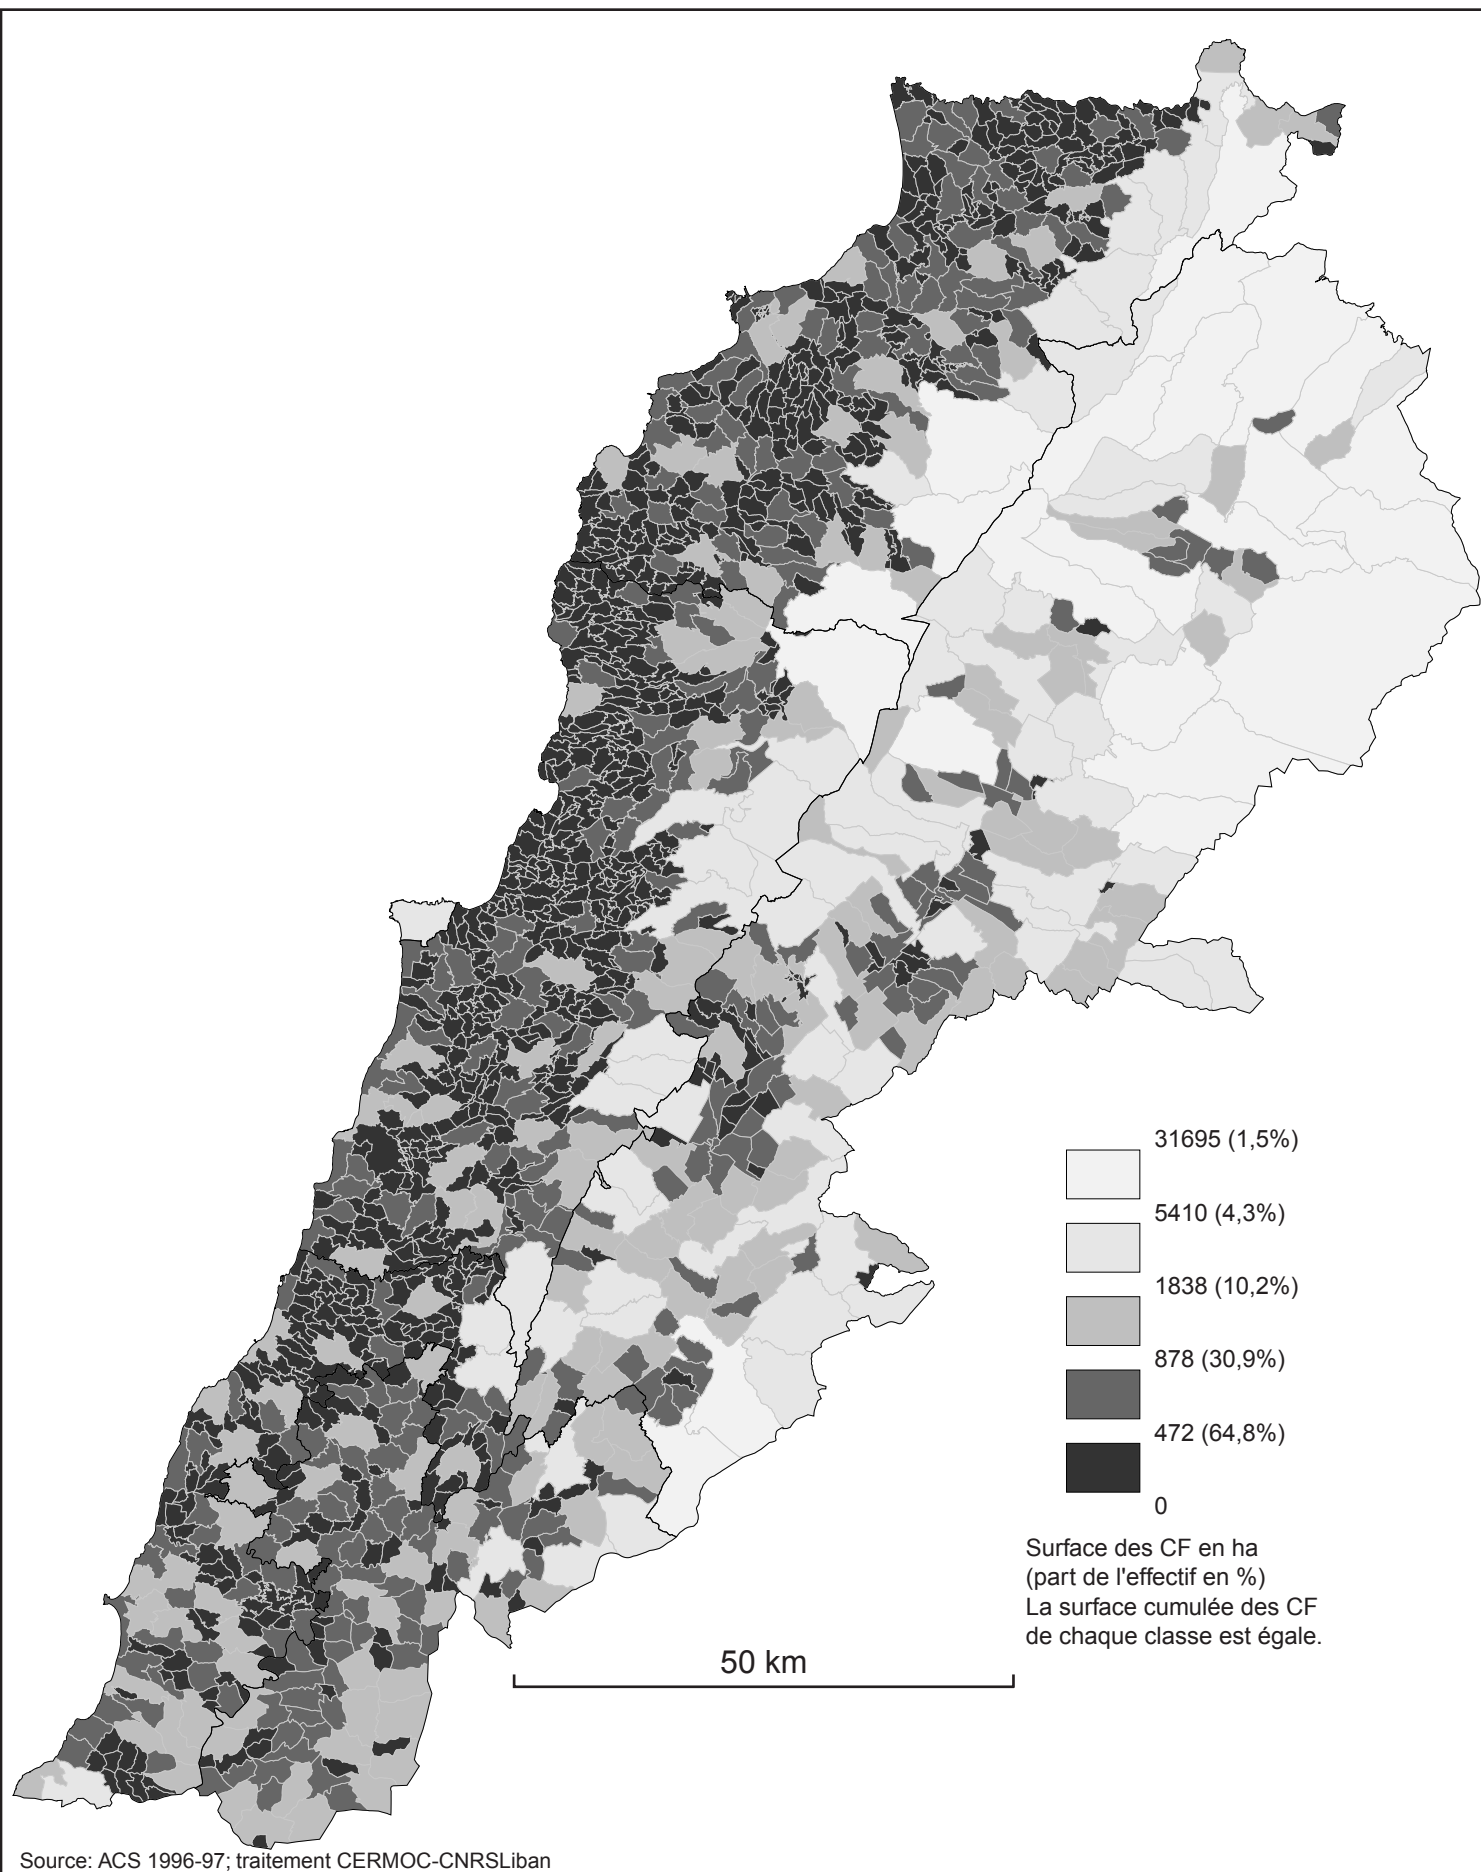 31695 (1,5%)
5410 (4,3%)
1838 (10,2%)
878 (30,9%)
472 (64,8%)
0
Surface des CF en ha
(part de l'effectif en %)
La surface cumulée des CF
de chaque classe est égale.
50 km
Source: ACS 1996-97; traitement CERMOC-CNRSLiban